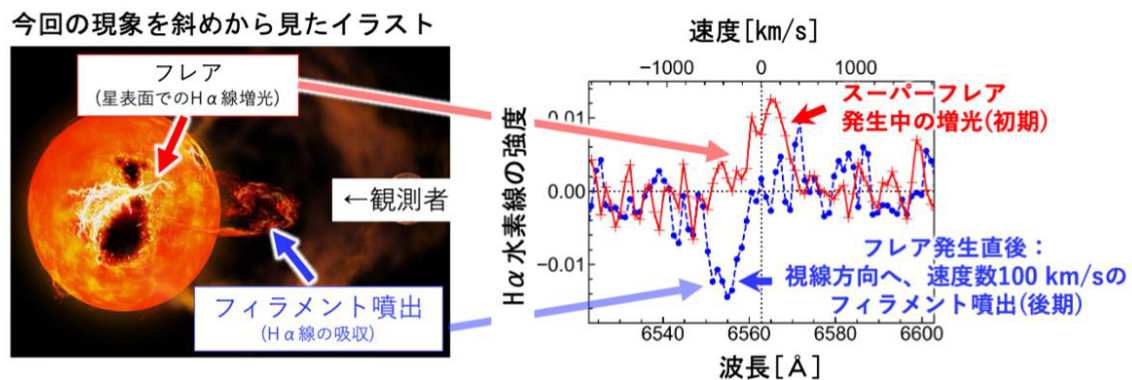 今回の現象を斜めから見たイラスト
フレア
(星表面でのHα線増光)
←観測者
フィラメント噴出
(Hα線の吸収)
速度[km/s]
−1000 0 1000
Hα水素線の強度
0.01
0.00
−0.01
スーパーフレア
発生中の増光(初期)
フレア発生直後：
視線方向へ、速度数100 km/sの
フィラメント噴出(後期)
6540 6560 6580 6600
波長[Å]